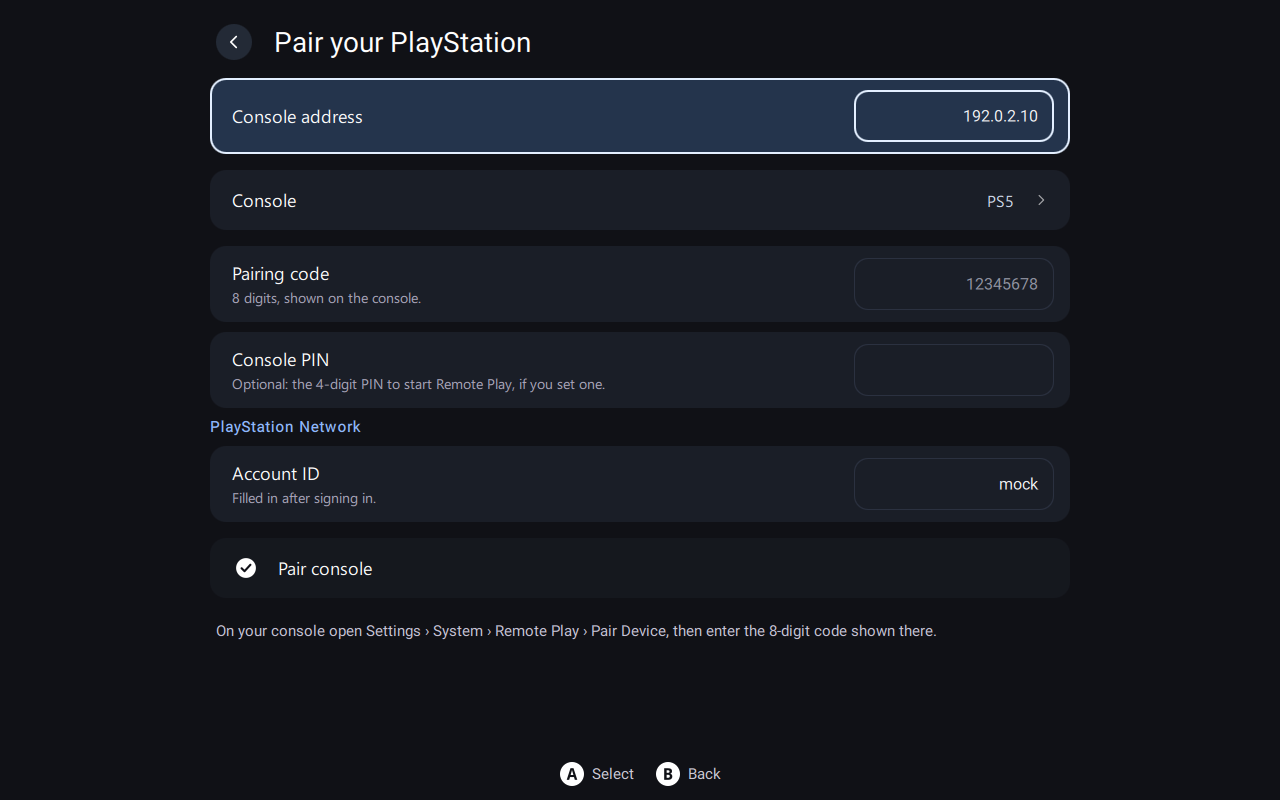 Pair your PlayStation
Console address
192.0.2.10
Console
PS5
Pairing code
8 digits, shown on the console.
12345678
Console PIN
Optional: the 4-digit PIN to start Remote Play, if you set one.
PlayStation Network
Account ID
Filled in after signing in.
mock
Pair console
On your console open Settings › System › Remote Play › Pair Device, then enter the 8-digit code shown there.
A Select B Back